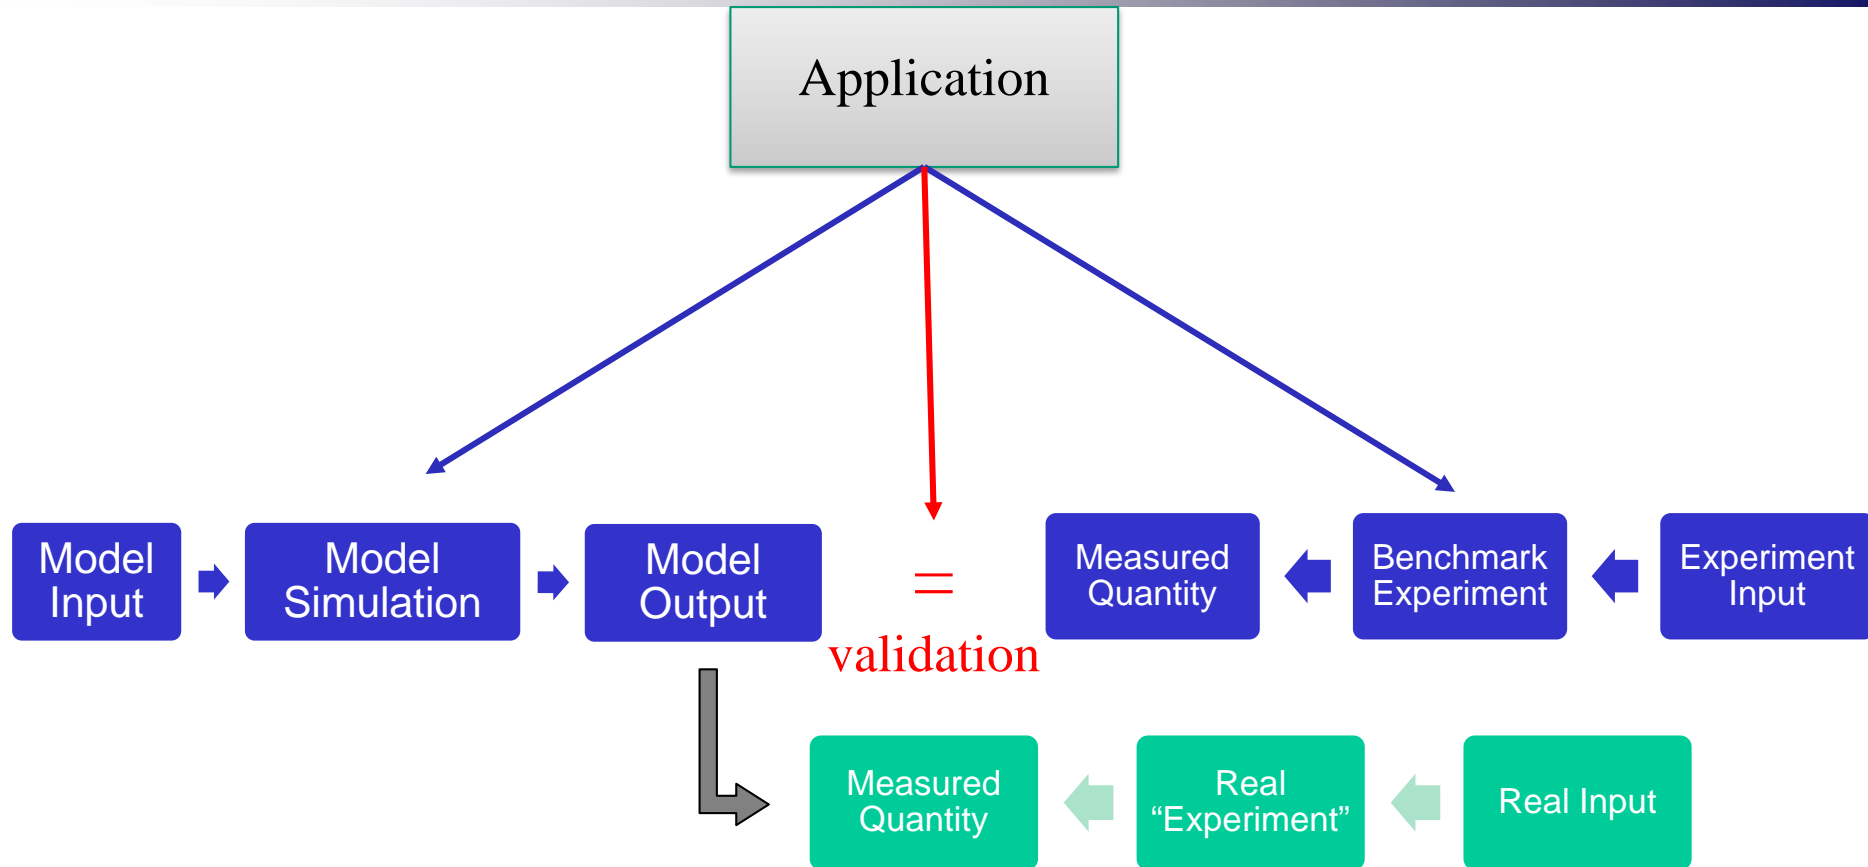 Application
Model
Input
Model
Simulation
Model
Output
=
validation
Measured
Quantity
Benchmark
Experiment
Experiment
Input
Measured
Quantity
Real
“Experiment”
Real Input